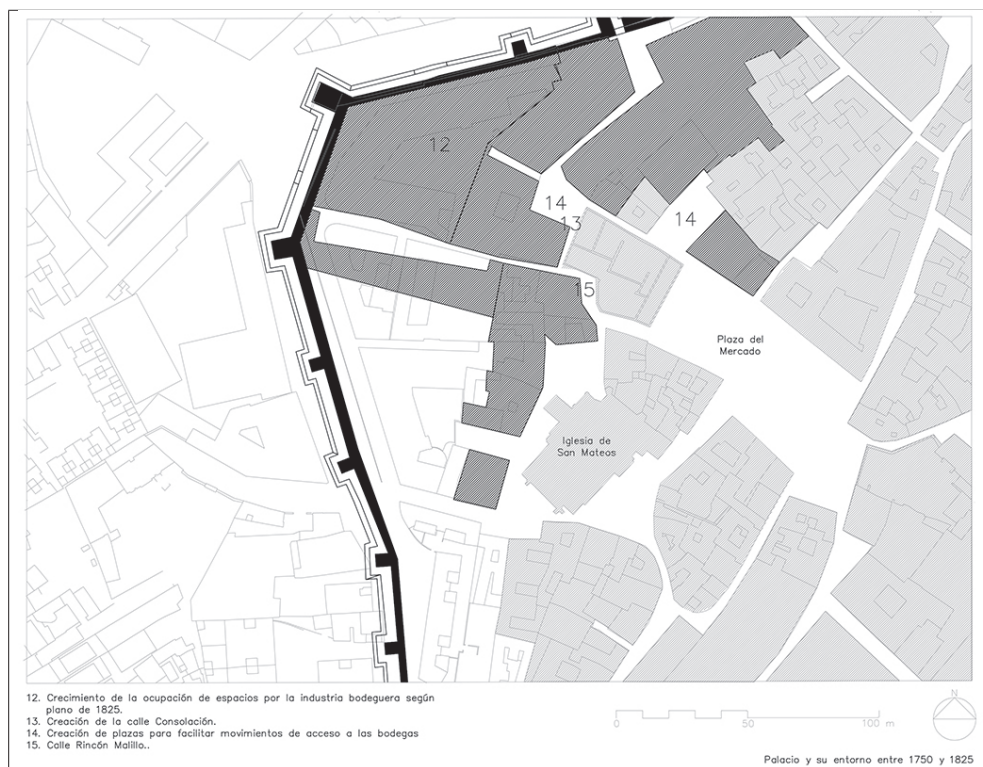 12
14
13
14
15
Plaza del
Mercado
Iglesia de
San Mateos
12. Crecimiento de la ocupación de espacios por la industria bodeguera según
plano de 1825.
13. Creación de la calle Consolación.
14. Creación de plazas para facilitar movimientos de acceso a las bodegas
15. Calle Rincón Malillo..
0 50 100 m
N
Palacio y su entorno entre 1750 y 1825